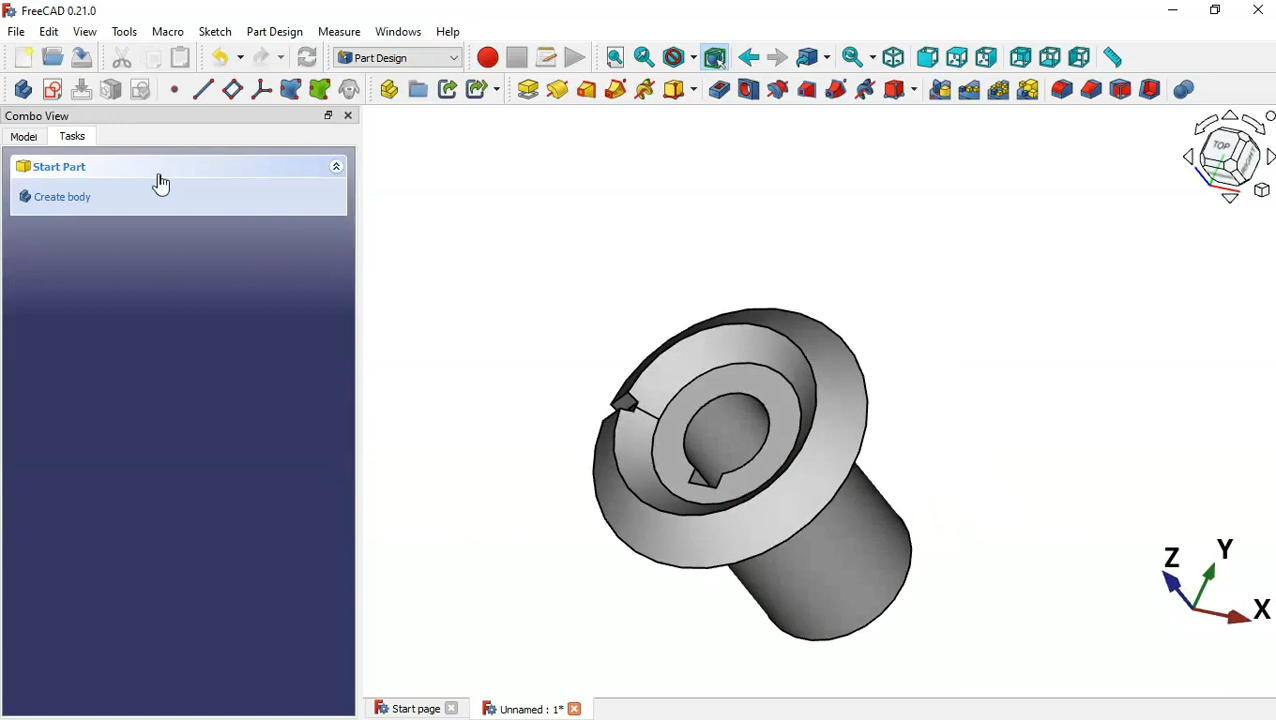 FreeCAD 0.21.0
File Edit View Tools Macro Sketch Part Design Measure Windows Help
Part Design
Combo View
Model Tasks
Start Part
Create body
TOP
Z Y X
Start page Unnamed : 1*